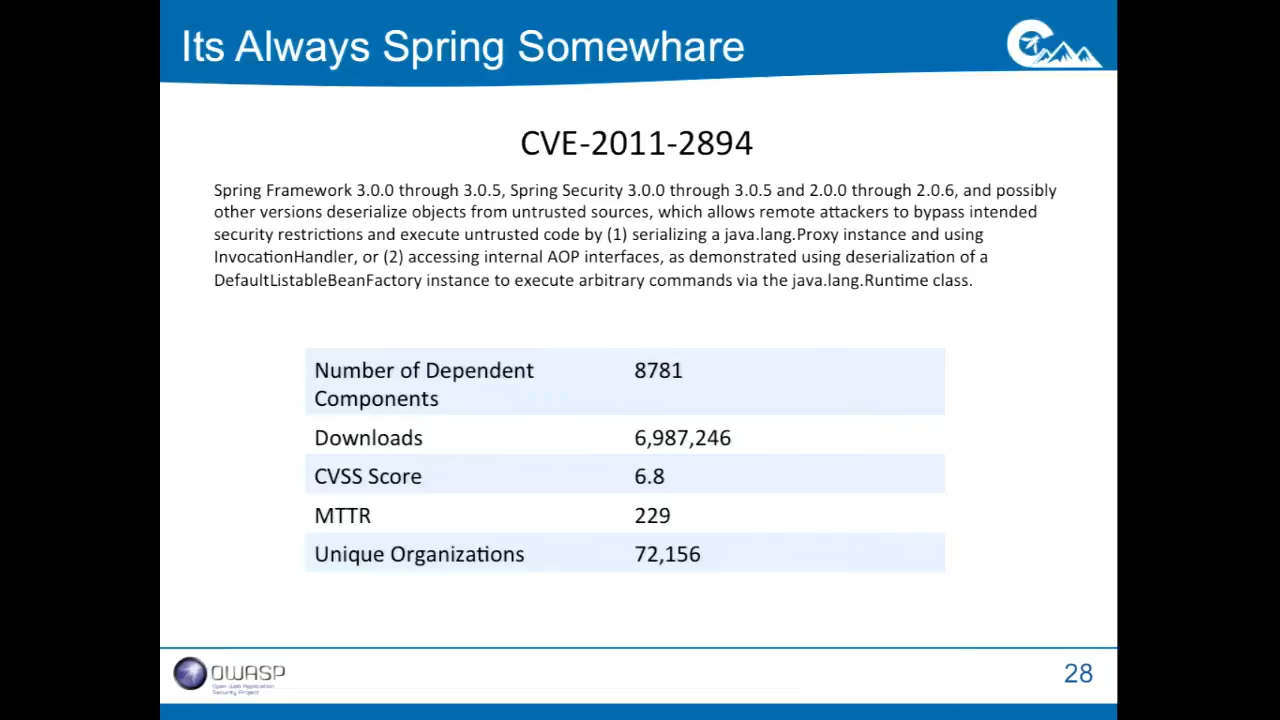 Its Always Spring Somewhare
CVE-2011-2894
Spring Framework 3.0.0 through 3.0.5, Spring Security 3.0.0 through 3.0.5 and 2.0.0 through 2.0.6, and possibly
other versions deserialize objects from untrusted sources, which allows remote attackers to bypass intended
security restrictions and execute untrusted code by (1) serializing a java.lang.Proxy instance and using
InvocationHandler, or (2) accessing internal AOP interfaces, as demonstrated using deserialization of a
DefaultListableBeanFactory instance to execute arbitrary commands via the java.lang.Runtime class.
Number of Dependent 8781
Components
Downloads 6,987,246
CVSS Score 6.8
MTTR 229
Unique Organizations 72,156
OWASP
Open Web Application
Security Project
28